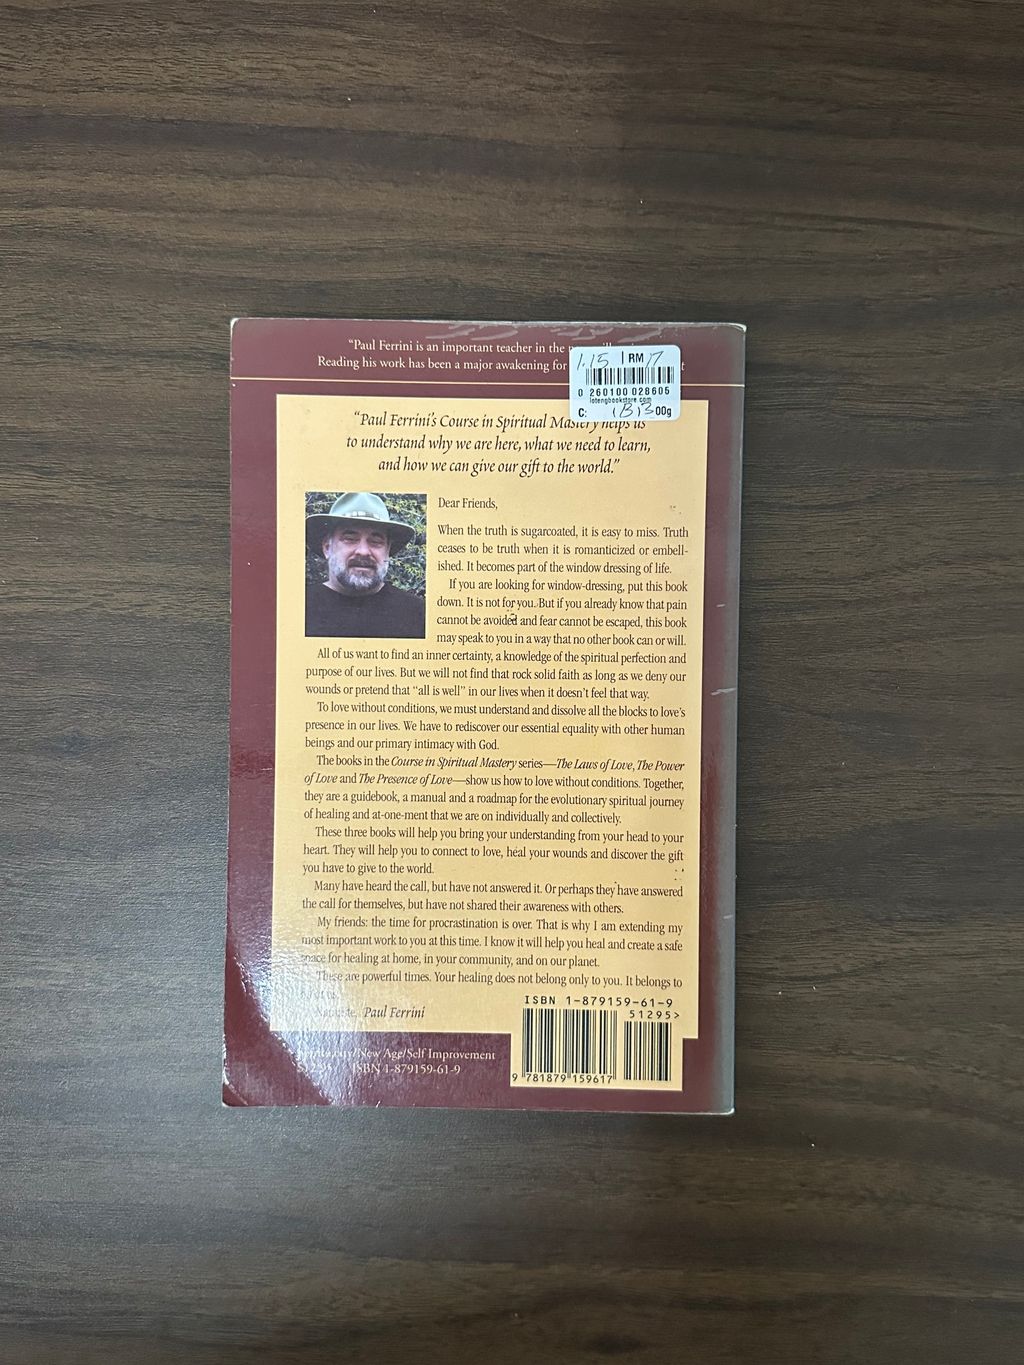 "Paul Ferrini is an important teacher in the
Reading his work has been a major awakening for
1.15 RM 17
0 260100 028605
lotengbookstore.com
C: 1B13 00g
"Paul Ferrini's Course in Spiritual Mastery helps us
to understand why we are here, what we need to learn,
and how we can give our gift to the world."
Dear Friends,
When the truth is sugarcoated, it is easy to miss. Truth
ceases to be truth when it is romanticized or embell-
ished. It becomes part of the window dressing of life.
If you are looking for window-dressing, put this book
down. It is not for you. But if you already know that pain
cannot be avoided and fear cannot be escaped, this book
may speak to you in a way that no other book can or will.
All of us want to find an inner certainty, a knowledge of the spiritual perfection and
purpose of our lives. But we will not find that rock solid faith as long as we deny our
wounds or pretend that "all is well" in our lives when it doesn't feel that way.
To love without conditions, we must understand and dissolve all the blocks to love's
presence in our lives. We have to rediscover our essential equality with other human
beings and our primary intimacy with God.
The books in the Course in Spiritual Mastery series—The Laws of Love, The Power
of Love and The Presence of Love—show us how to love without conditions. Together,
they are a guidebook, a manual and a roadmap for the evolutionary spiritual journey
of healing and at-one-ment that we are on individually and collectively.
These three books will help you bring your understanding from your head to your
heart. They will help you to connect to love, heal your wounds and discover the gift
you have to give to the world.
Many have heard the call, but have not answered it. Or perhaps they have answered
the call for themselves, but have not shared their awareness with others.
My friends: the time for procrastination is over. That is why I am extending my
most important work to you at this time. I know it will help you heal and create a safe
space for healing at home, in your community, and on our planet.
These are powerful times. Your healing does not belong only to you. It belongs to
Namaste, Paul Ferrini
ISBN 1-879159-61-9
51295>
9 781879 159617
/New Age/Self Improvement
$12.95 ISBN 1-879159-61-9